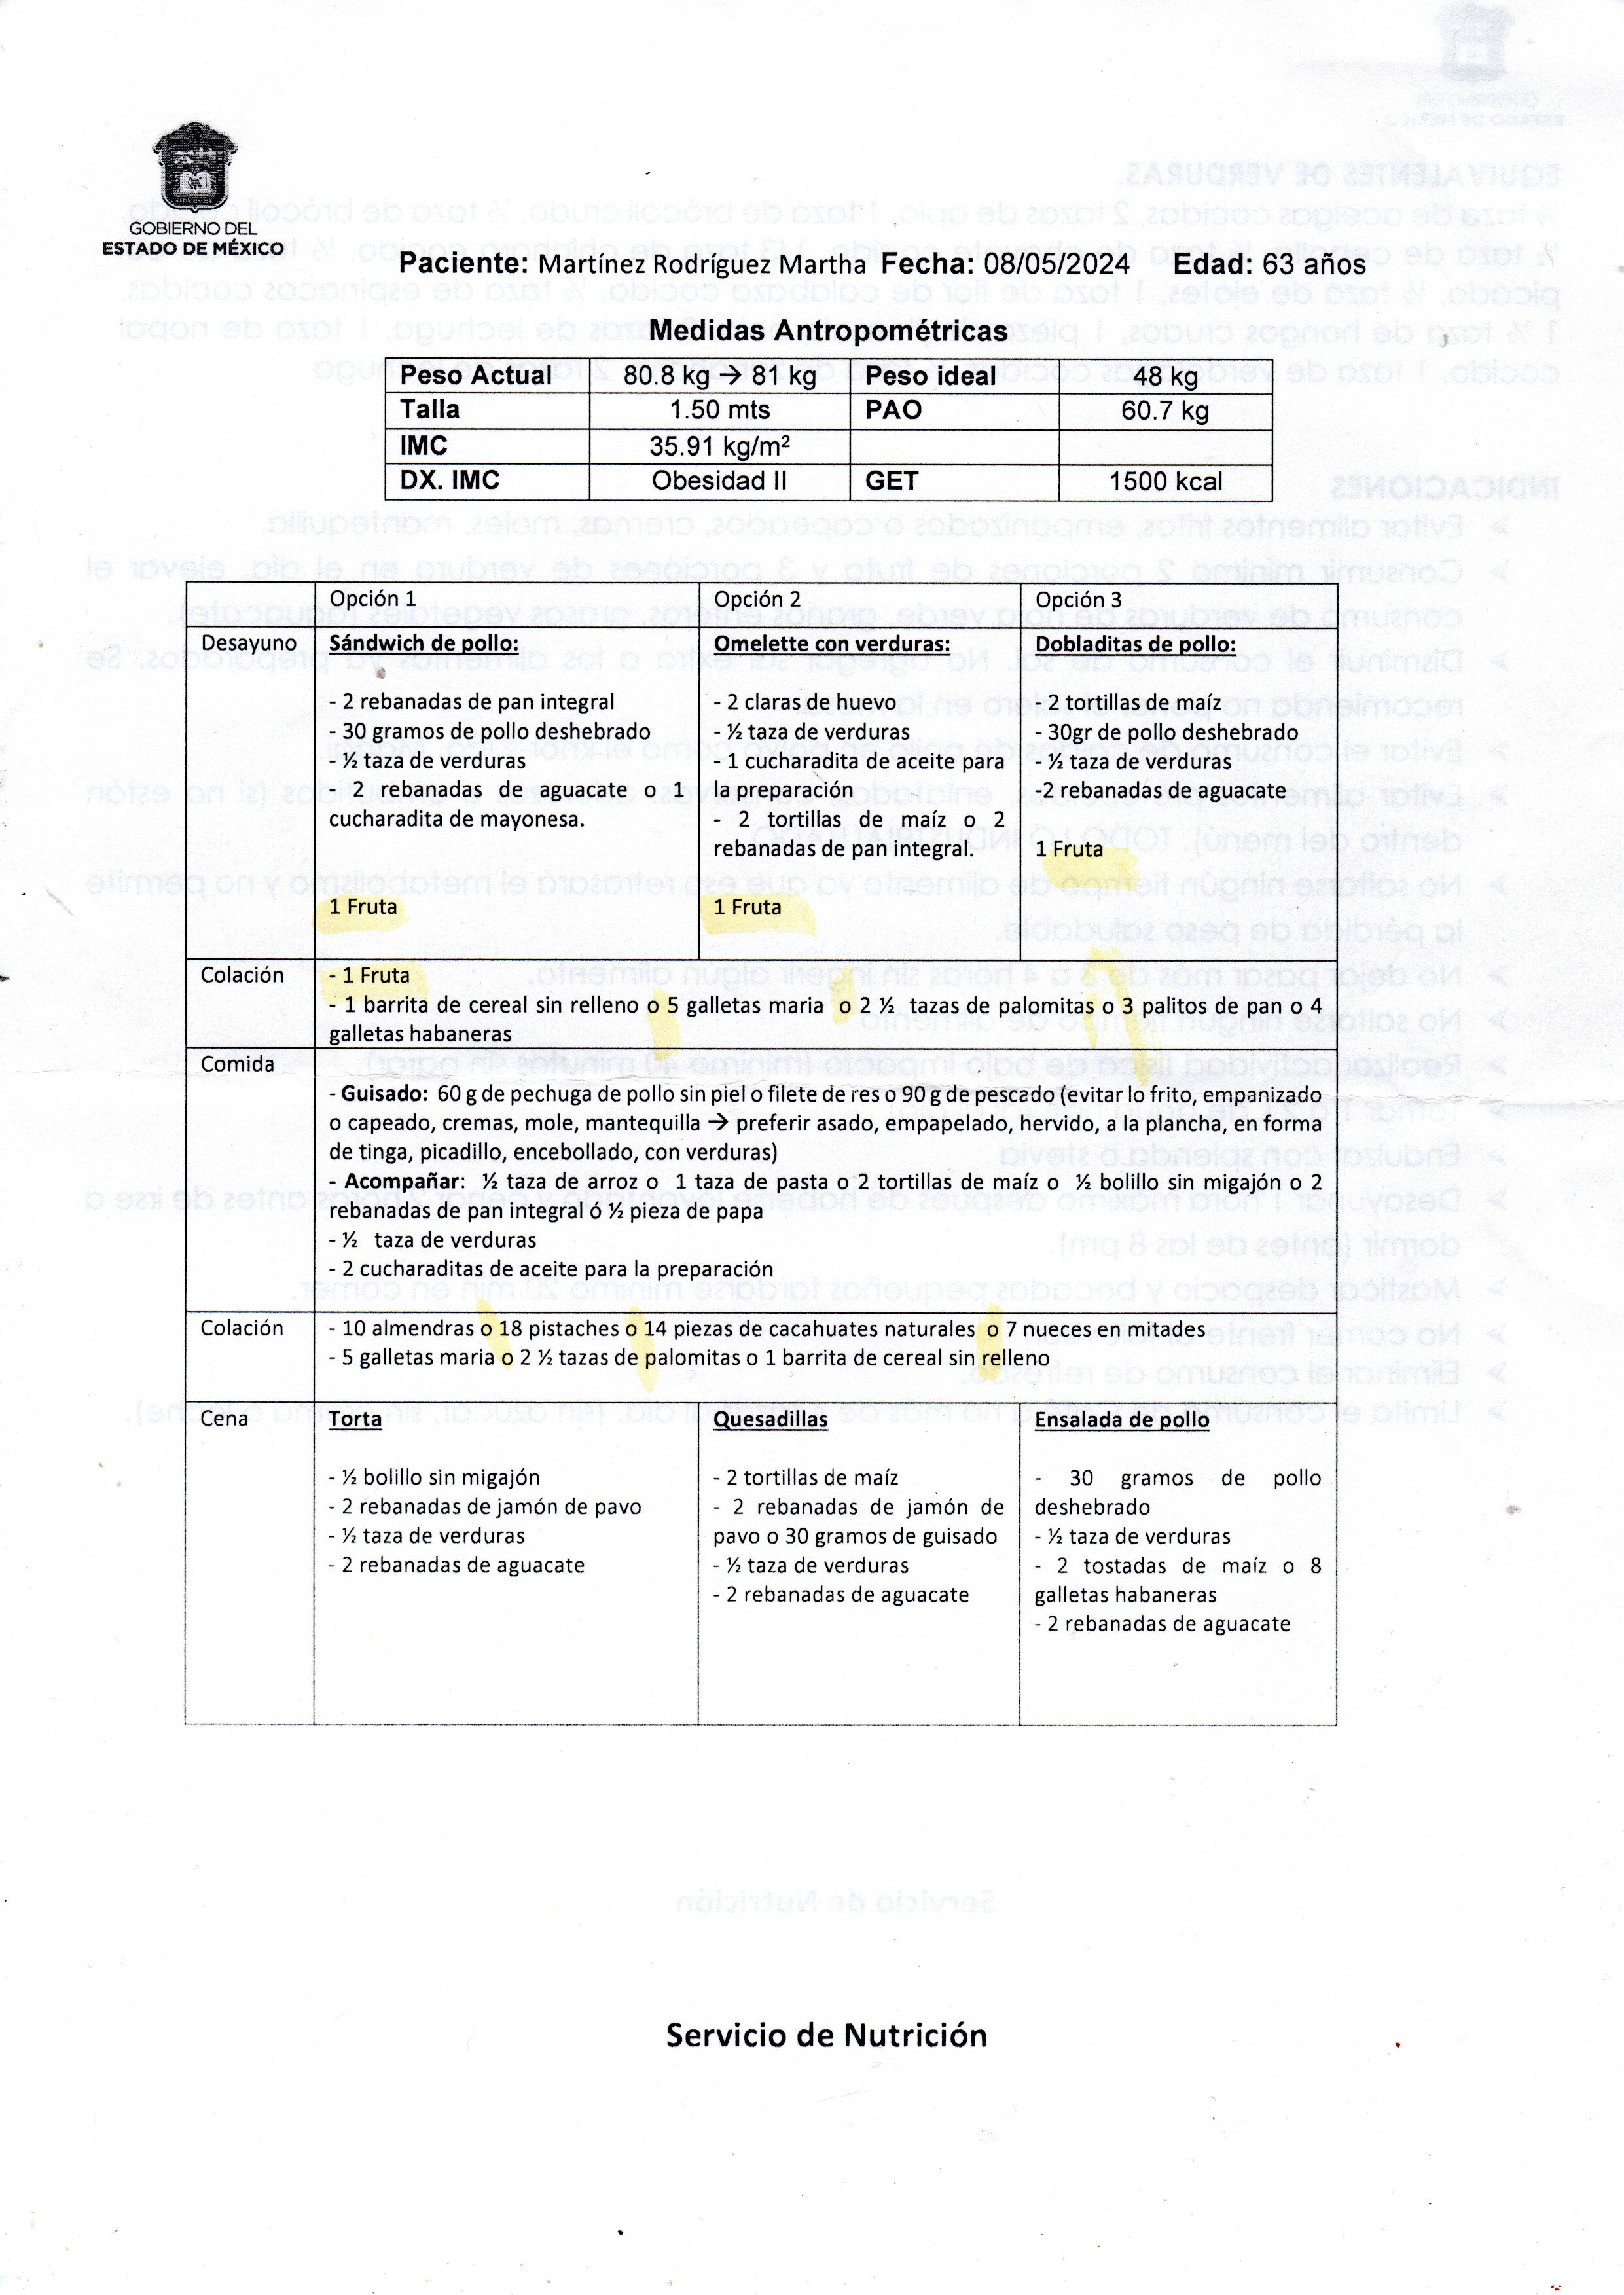 GOBIERNO DEL
ESTADO DE MÉXICO
Paciente: Martínez Rodríguez Martha Fecha: 08/05/2024 Edad: 63 años
Medidas Antropométricas
Peso Actual 80.8 kg → 81 kg Peso ideal 48 kg
Talla 1.50 mts PAO 60.7 kg
IMC 35.91 kg/m²
DX. IMC Obesidad II GET 1500 kcal
Opción 1 Opción 2 Opción 3
Desayuno
Sándwich de pollo:
- 2 rebanadas de pan integral
- 30 gramos de pollo deshebrado
- ½ taza de verduras
- 2 rebanadas de aguacate o 1
cucharadita de mayonesa.
1 Fruta
Omelette con verduras:
- 2 claras de huevo
- ½ taza de verduras
- 1 cucharadita de aceite para
la preparación
- 2 tortillas de maíz o 2
rebanadas de pan integral.
1 Fruta
Dobladitas de pollo:
- 2 tortillas de maíz
- 30gr de pollo deshebrado
- ½ taza de verduras
-2 rebanadas de aguacate
1 Fruta
Colación
- 1 Fruta
- 1 barrita de cereal sin relleno o 5 galletas maria o 2 ½ tazas de palomitas o 3 palitos de pan o 4
galletas habaneras
Comida
- Guisado: 60 g de pechuga de pollo sin piel o filete de res o 90 g de pescado (evitar lo frito, empanizado
o capeado, cremas, mole, mantequilla → preferir asado, empapelado, hervido, a la plancha, en forma
de tinga, picadillo, encebollado, con verduras)
- Acompañar: ½ taza de arroz o 1 taza de pasta o 2 tortillas de maíz o ½ bolillo sin migajón o 2
rebanadas de pan integral ó ½ pieza de papa
- ½ taza de verduras
- 2 cucharaditas de aceite para la preparación
Colación
- 10 almendras o 18 pistaches o 14 piezas de cacahuates naturales o 7 nueces en mitades
- 5 galletas maria o 2 ½ tazas de palomitas o 1 barrita de cereal sin relleno
Cena
Torta
- ½ bolillo sin migajón
- 2 rebanadas de jamón de pavo
- ½ taza de verduras
- 2 rebanadas de aguacate
Quesadillas
- 2 tortillas de maíz
- 2 rebanadas de jamón de
pavo o 30 gramos de guisado
- ½ taza de verduras
- 2 rebanadas de aguacate
Ensalada de pollo
- 30 gramos de pollo
deshebrado
- ½ taza de verduras
- 2 tostadas de maíz o 8
galletas habaneras
- 2 rebanadas de aguacate
Servicio de Nutrición